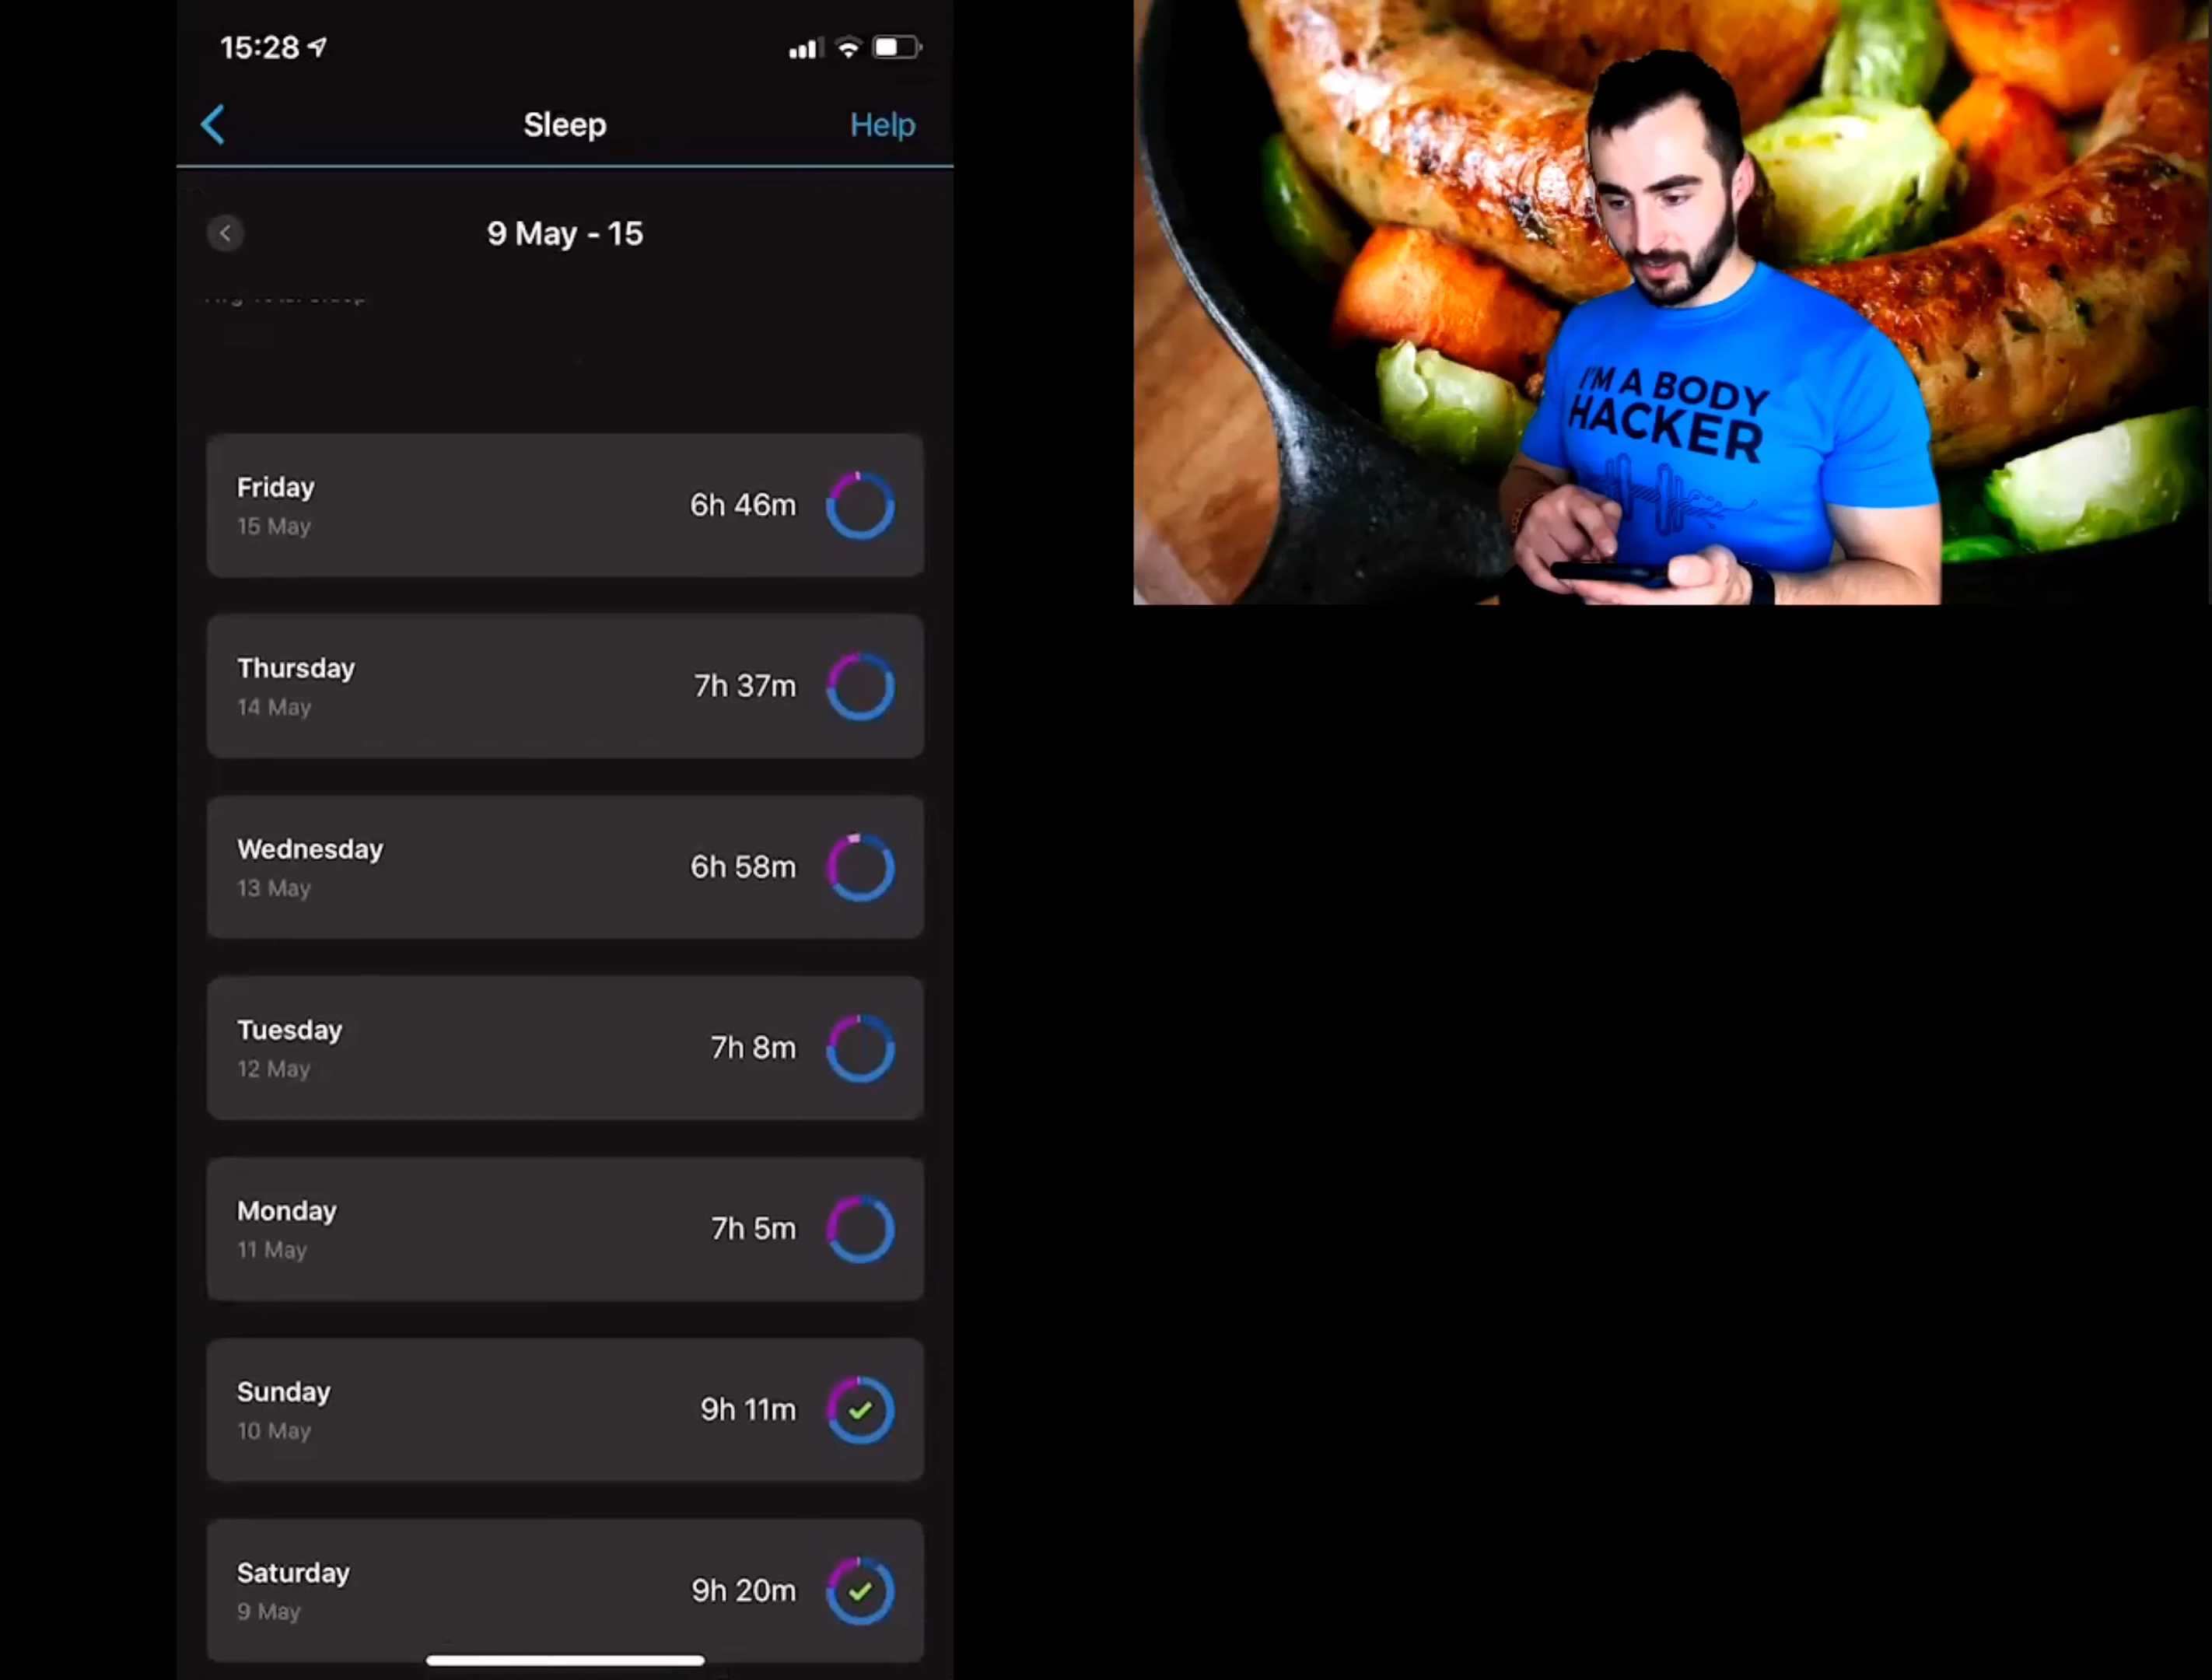 15:28
Sleep
Help
9 May - 15
Friday
15 May
6h 46m
Thursday
14 May
7h 37m
Wednesday
13 May
6h 58m
Tuesday
12 May
7h 8m
Monday
11 May
7h 5m
Sunday
10 May
9h 11m
Saturday
9 May
9h 20m
I'M A BODY
HACKER